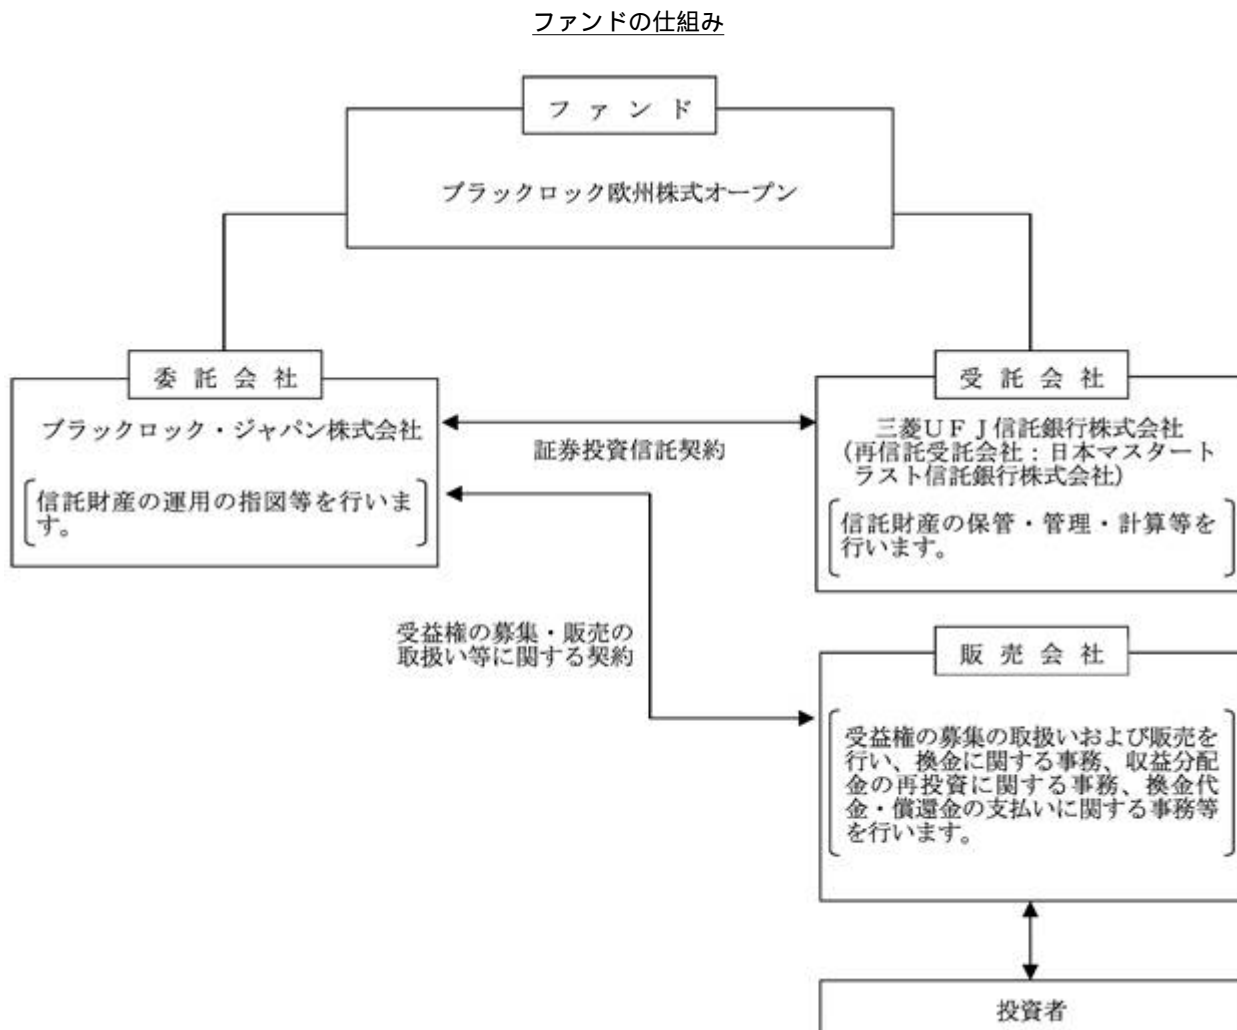 ファンドの仕組み
ファンド
ブラックロック欧州株式オープン
委託会社
ブラックロック・ジャパン株式会社
信託財産の運用の指図等を行いま
す。
証券投資信託契約
受託会社
三菱UFJ信託銀行株式会社
(再信託受託会社:日本マスタート
ラスト信託銀行株式会社)
信託財産の保管・管理・計算等を
行います。
受益権の募集・販売の
取扱い等に関する契約
販売会社
受益権の募集の取扱いおよび販売を
行い、換金に関する事務、収益分配
金の再投資に関する事務、換金代
金・償還金の支払いに関する事務等
を行います。
投資者